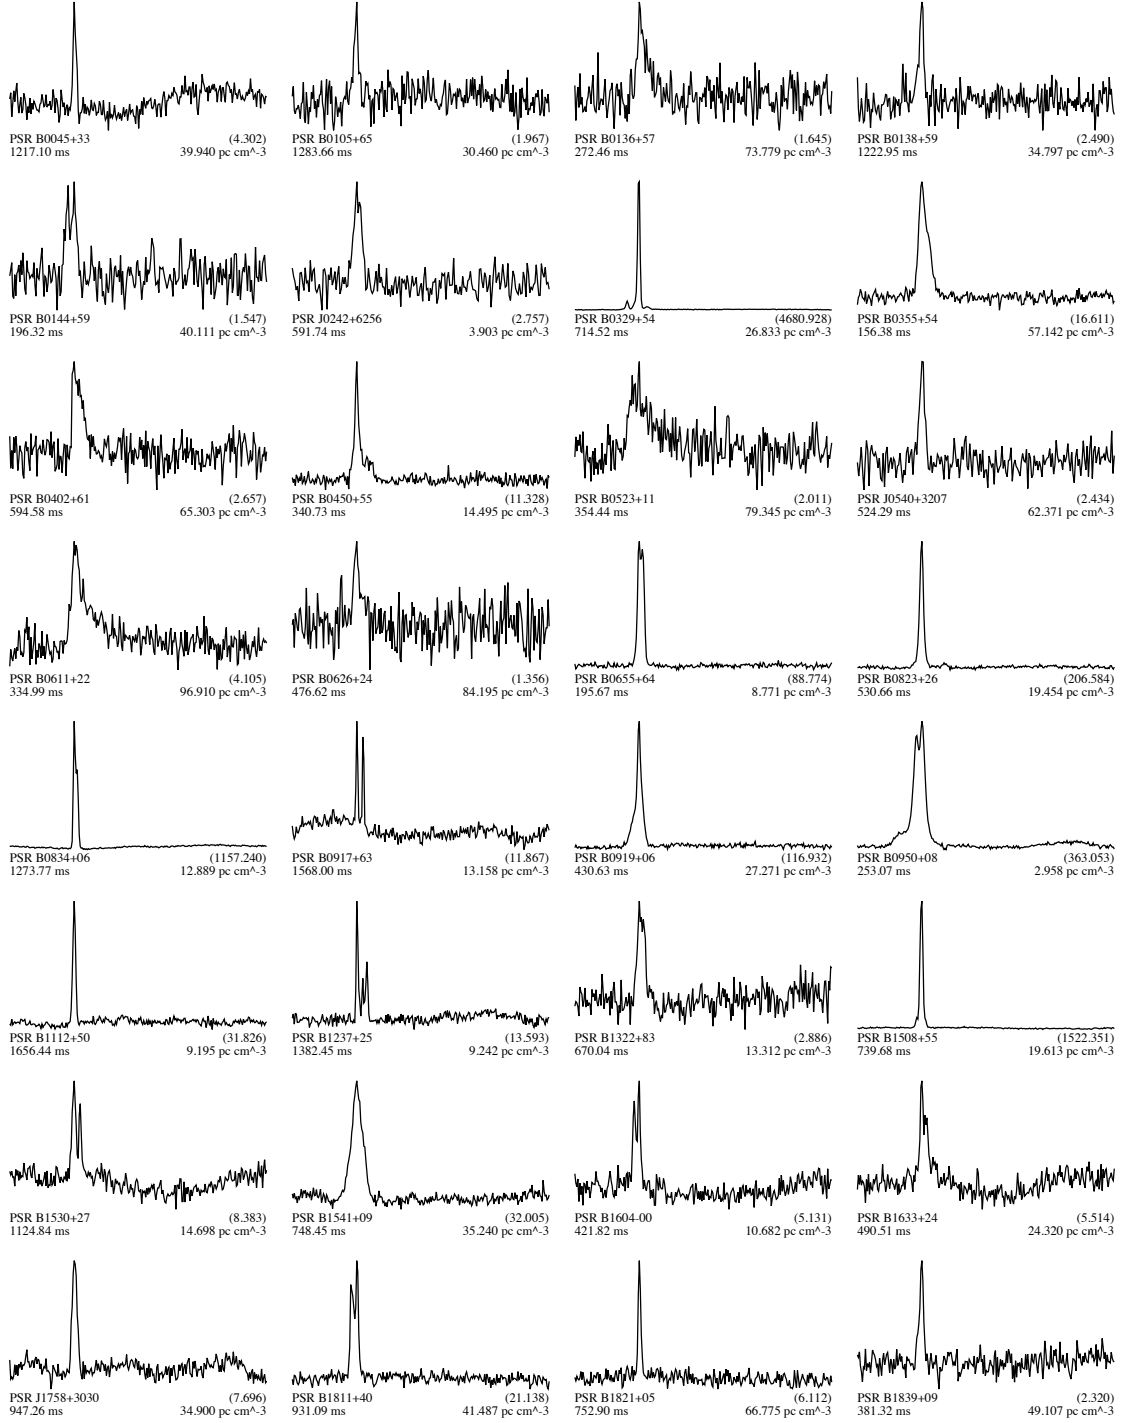 PSR B0045+33 (4.302)
1217.10 ms 39.940 pc cm^-3
PSR B0105+65 (1.967)
1283.66 ms 30.460 pc cm^-3
PSR B0136+57 (1.645)
272.46 ms 73.779 pc cm^-3
PSR B0138+59 (2.490)
1222.95 ms 34.797 pc cm^-3
PSR B0144+59 (1.547)
196.32 ms 40.111 pc cm^-3
PSR J0242+6256 (2.757)
591.74 ms 3.903 pc cm^-3
PSR B0329+54 (4680.928)
714.52 ms 26.833 pc cm^-3
PSR B0355+54 (16.611)
156.38 ms 57.142 pc cm^-3
PSR B0402+61 (2.657)
594.58 ms 65.303 pc cm^-3
PSR B0450+55 (11.328)
340.73 ms 14.495 pc cm^-3
PSR B0523+11 (2.011)
354.44 ms 79.345 pc cm^-3
PSR J0540+3207 (2.434)
524.29 ms 62.371 pc cm^-3
PSR B0611+22 (4.105)
334.99 ms 96.910 pc cm^-3
PSR B0626+24 (1.356)
476.62 ms 84.195 pc cm^-3
PSR B0655+64 (88.774)
195.67 ms 8.771 pc cm^-3
PSR B0823+26 (206.584)
530.66 ms 19.454 pc cm^-3
PSR B0834+06 (1157.240)
1273.77 ms 12.889 pc cm^-3
PSR B0917+63 (11.867)
1568.00 ms 13.158 pc cm^-3
PSR B0919+06 (116.932)
430.63 ms 27.271 pc cm^-3
PSR B0950+08 (363.053)
253.07 ms 2.958 pc cm^-3
PSR B1112+50 (31.826)
1656.44 ms 9.195 pc cm^-3
PSR B1237+25 (13.593)
1382.45 ms 9.242 pc cm^-3
PSR B1322+83 (2.886)
670.04 ms 13.312 pc cm^-3
PSR B1508+55 (1522.351)
739.68 ms 19.613 pc cm^-3
PSR B1530+27 (8.383)
1124.84 ms 14.698 pc cm^-3
PSR B1541+09 (32.005)
748.45 ms 35.240 pc cm^-3
PSR B1604-00 (5.131)
421.82 ms 10.682 pc cm^-3
PSR B1633+24 (5.514)
490.51 ms 24.320 pc cm^-3
PSR J1758+3030 (7.696)
947.26 ms 34.900 pc cm^-3
PSR B1811+40 (21.138)
931.09 ms 41.487 pc cm^-3
PSR B1821+05 (6.112)
752.90 ms 66.775 pc cm^-3
PSR B1839+09 (2.320)
381.32 ms 49.107 pc cm^-3